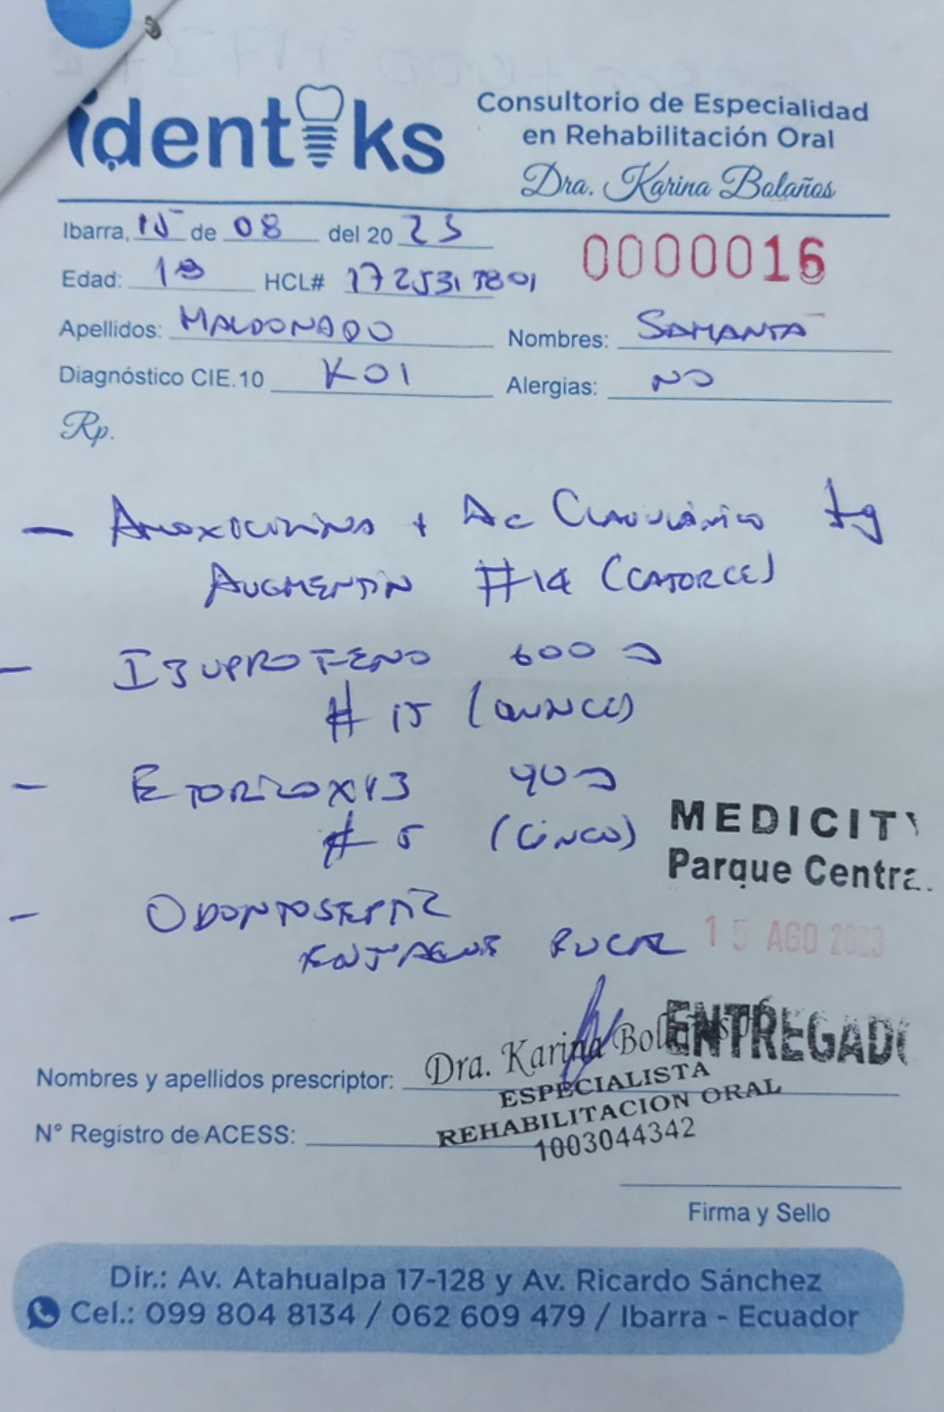 identiks
Consultorio de Especialidad
en Rehabilitación Oral
Dra. Karina Bolaños
Ibarra, 15 de 08 del 20 23
0000016
Edad: 18 HCL# 1725313801
Apellidos: MALDONADO
Nombres: SAMANTA
Diagnóstico CIE.10 K01
Alergias: NO
Rp.
- AMOXICILINA + AC CLAVULÁNICO 1g
AUGMENTIN #14 (CATORCE)
- IBUPROFENO 600
# 15 (QUINCE)
- ETORICOXIB 90
# 5 (CINCO)
MEDICITY
Parque Central
- ODONTOSEPTIC
ENJAGUE BUCAL
15 AGO 2023
ENTREGADO
Nombres y apellidos prescriptor: Dra. Karina Bolaños
ESPECIALISTA
REHABILITACION ORAL
N° Registro de ACESS: 1003044342
Firma y Sello
Dir.: Av. Atahualpa 17-128 y Av. Ricardo Sánchez
Cel.: 099 804 8134 / 062 609 479 / Ibarra - Ecuador